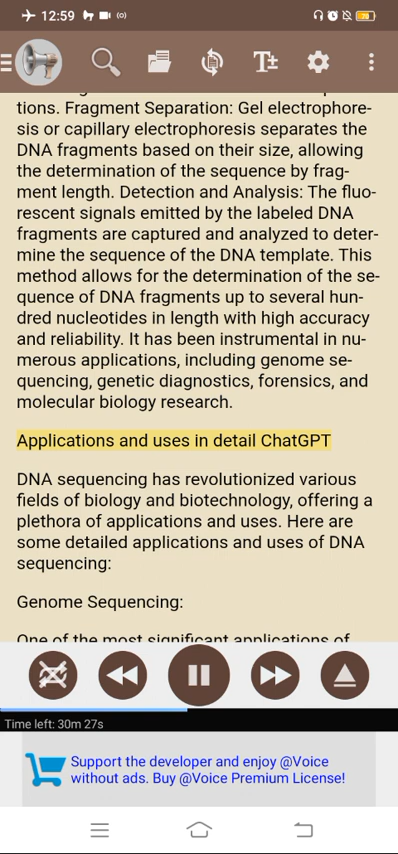 12:59
T±
tions. Fragment Separation: Gel electrophore-
sis or capillary electrophoresis separates the
DNA fragments based on their size, allowing
the determination of the sequence by frag-
ment length. Detection and Analysis: The fluo-
rescent signals emitted by the labeled DNA
fragments are captured and analyzed to deter-
mine the sequence of the DNA template. This
method allows for the determination of the se-
quence of DNA fragments up to several hun-
dred nucleotides in length with high accuracy
and reliability. It has been instrumental in nu-
merous applications, including genome se-
quencing, genetic diagnostics, forensics, and
molecular biology research.
Applications and uses in detail ChatGPT
DNA sequencing has revolutionized various
fields of biology and biotechnology, offering a
plethora of applications and uses. Here are
some detailed applications and uses of DNA
sequencing:
Genome Sequencing:
One of the most significant applications of
Time left: 30m 27s
Support the developer and enjoy @Voice
without ads. Buy @Voice Premium License!